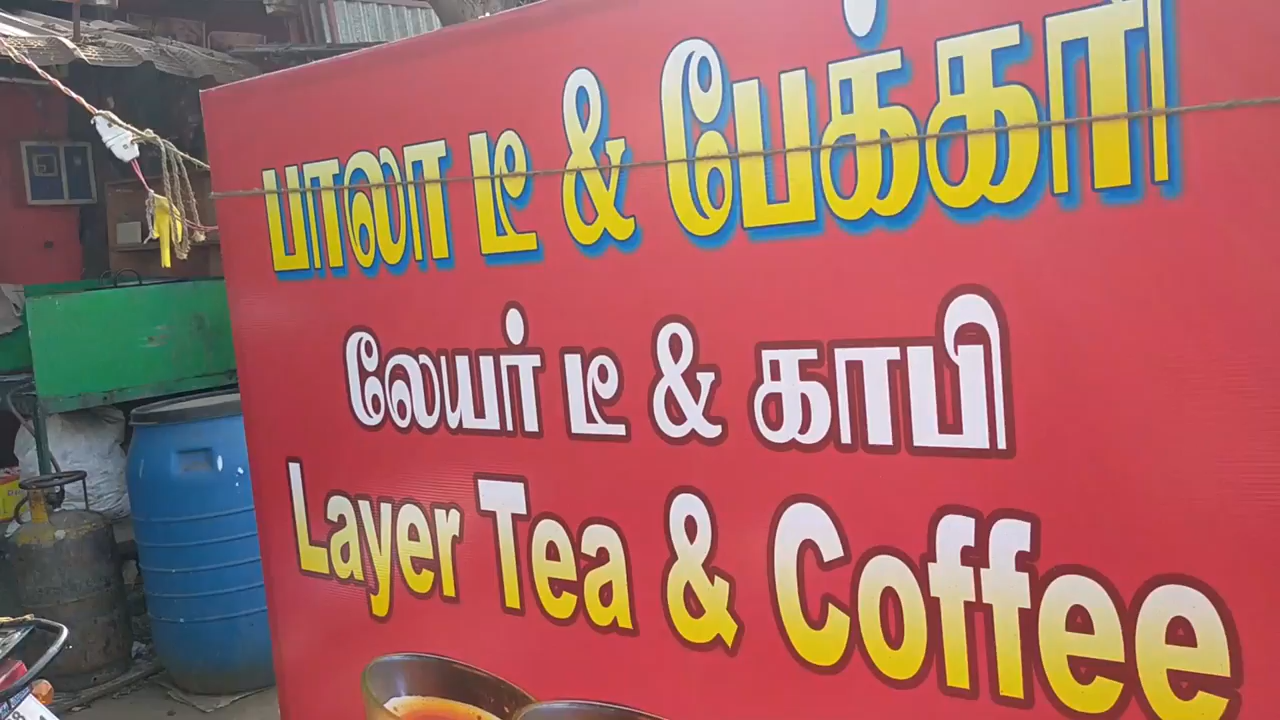 பாலா டீ & பேக்கரி
லேயர் டீ & காபி
Layer Tea & Coffee